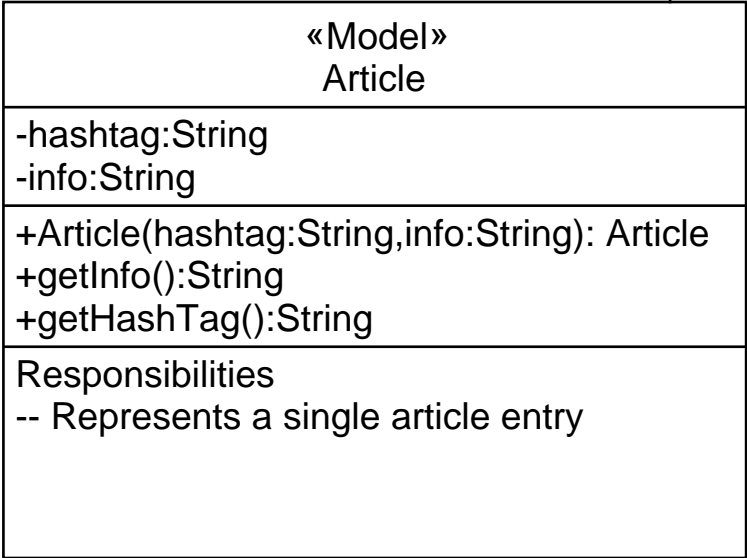 «Model»
Article
-hashtag:String
-info:String
+Article(hashtag:String,info:String): Article
+getInfo():String
+getHashTag():String
Responsibilities
-- Represents a single article entry